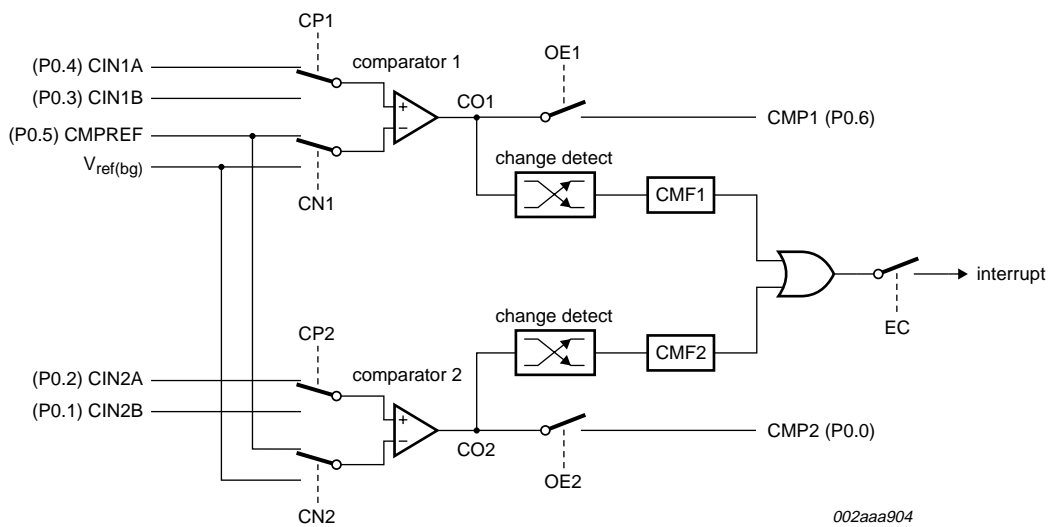 CP1
OE1
(P0.4) CIN1A
comparator 1
(P0.3) CIN1B
+
CO1
(P0.5) CMPREF
−
CMP1 (P0.6)
Vref(bg)
change detect
CN1
CMF1
interrupt
change detect
EC
CP2
CMF2
(P0.2) CIN2A
comparator 2
(P0.1) CIN2B
+
−
CO2
CMP2 (P0.0)
OE2
CN2
002aaa904